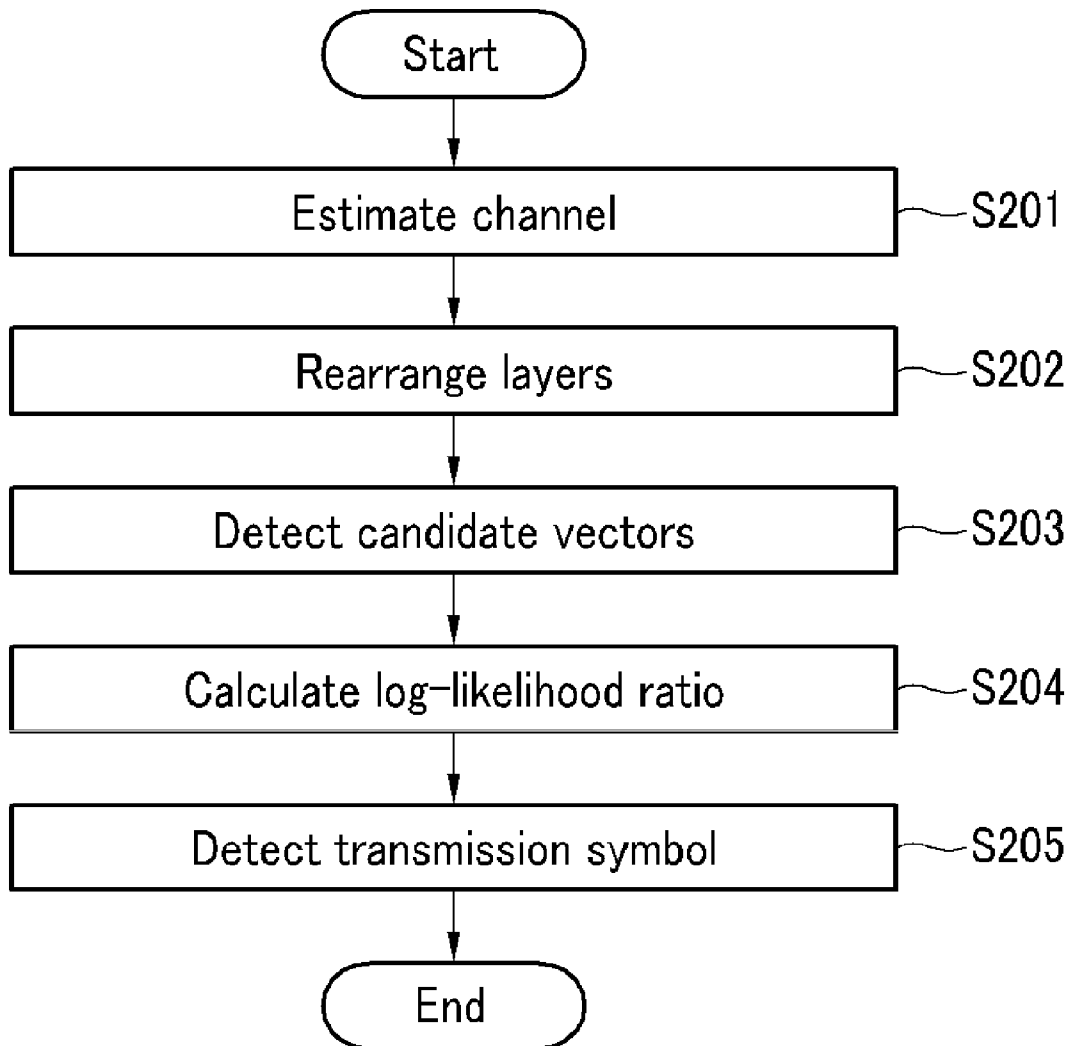 Start
Estimate channel
S201
Rearrange layers
S202
Detect candidate vectors
S203
Calculate log-likelihood ratio
S204
Detect transmission symbol
S205
End